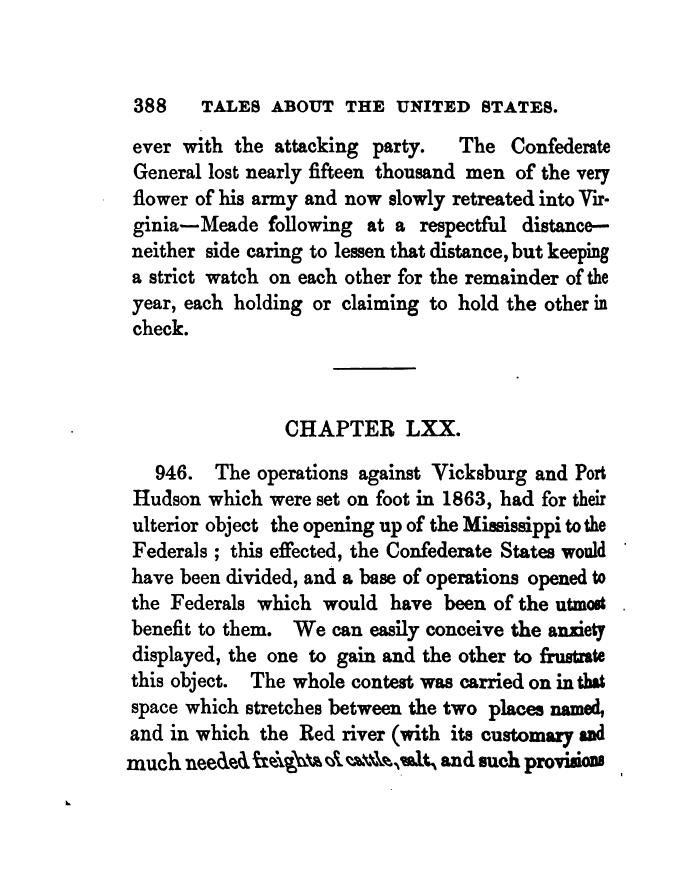 388 TALES ABOUT THE UNITED STATES.
ever with the attacking party. The Confederate
General lost nearly fifteen thousand men of the very
flower of his army and now slowly retreated into Vir-
ginia—Meade following at a respectful distance—
neither side caring to lessen that distance, but keeping
a strict watch on each other for the remainder of the
year, each holding or claiming to hold the other in
check.
CHAPTER LXX.
946. The operations against Vicksburg and Port
Hudson which were set on foot in 1863, had for their
ulterior object the opening up of the Mississippi to the
Federals ; this effected, the Confederate States would
have been divided, and a base of operations opened to
the Federals which would have been of the utmost
benefit to them. We can easily conceive the anxiety
displayed, the one to gain and the other to frustrate
this object. The whole contest was carried on in that
space which stretches between the two places named,
and in which the Red river (with its customary and
much needed freights of cattle, salt, and such provisions